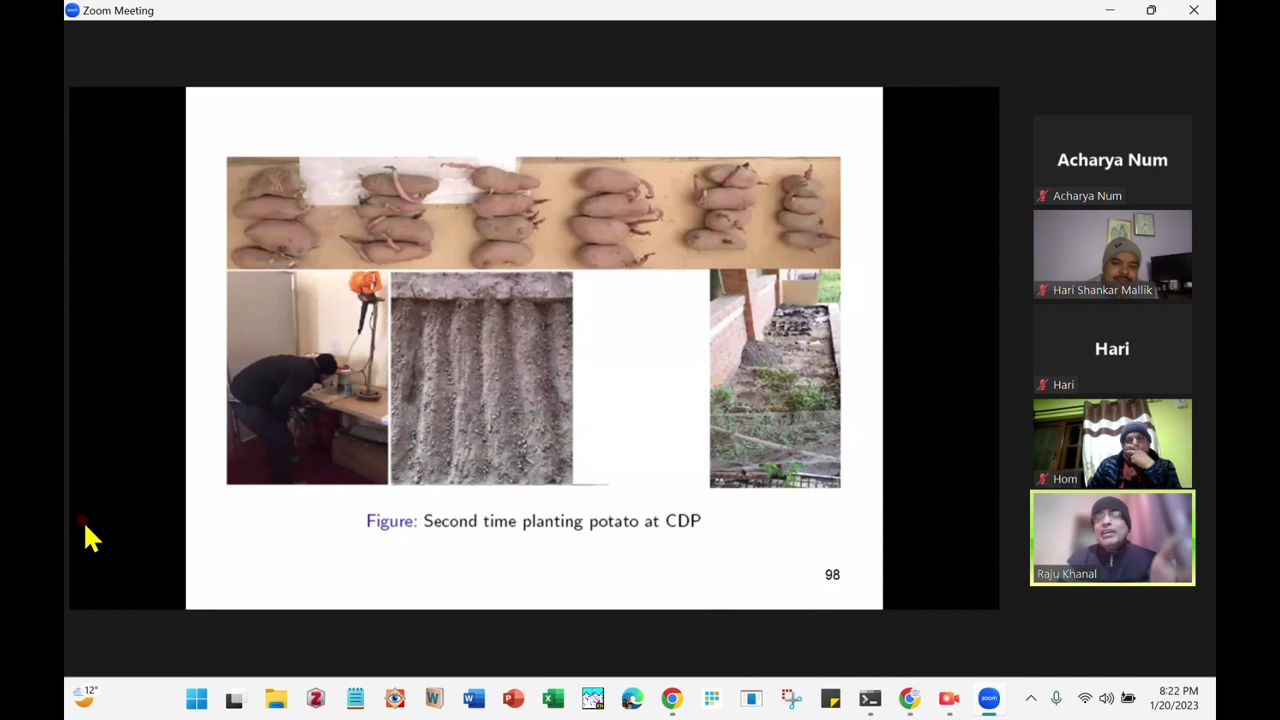 Zoom Meeting
Acharya Num
Acharya Num
Hari Shankar Mallik
Hari
Hari
Hom
Raju Khanal
Figure: Second time planting potato at CDP
98
12°
8:22 PM
1/20/2023
zoom